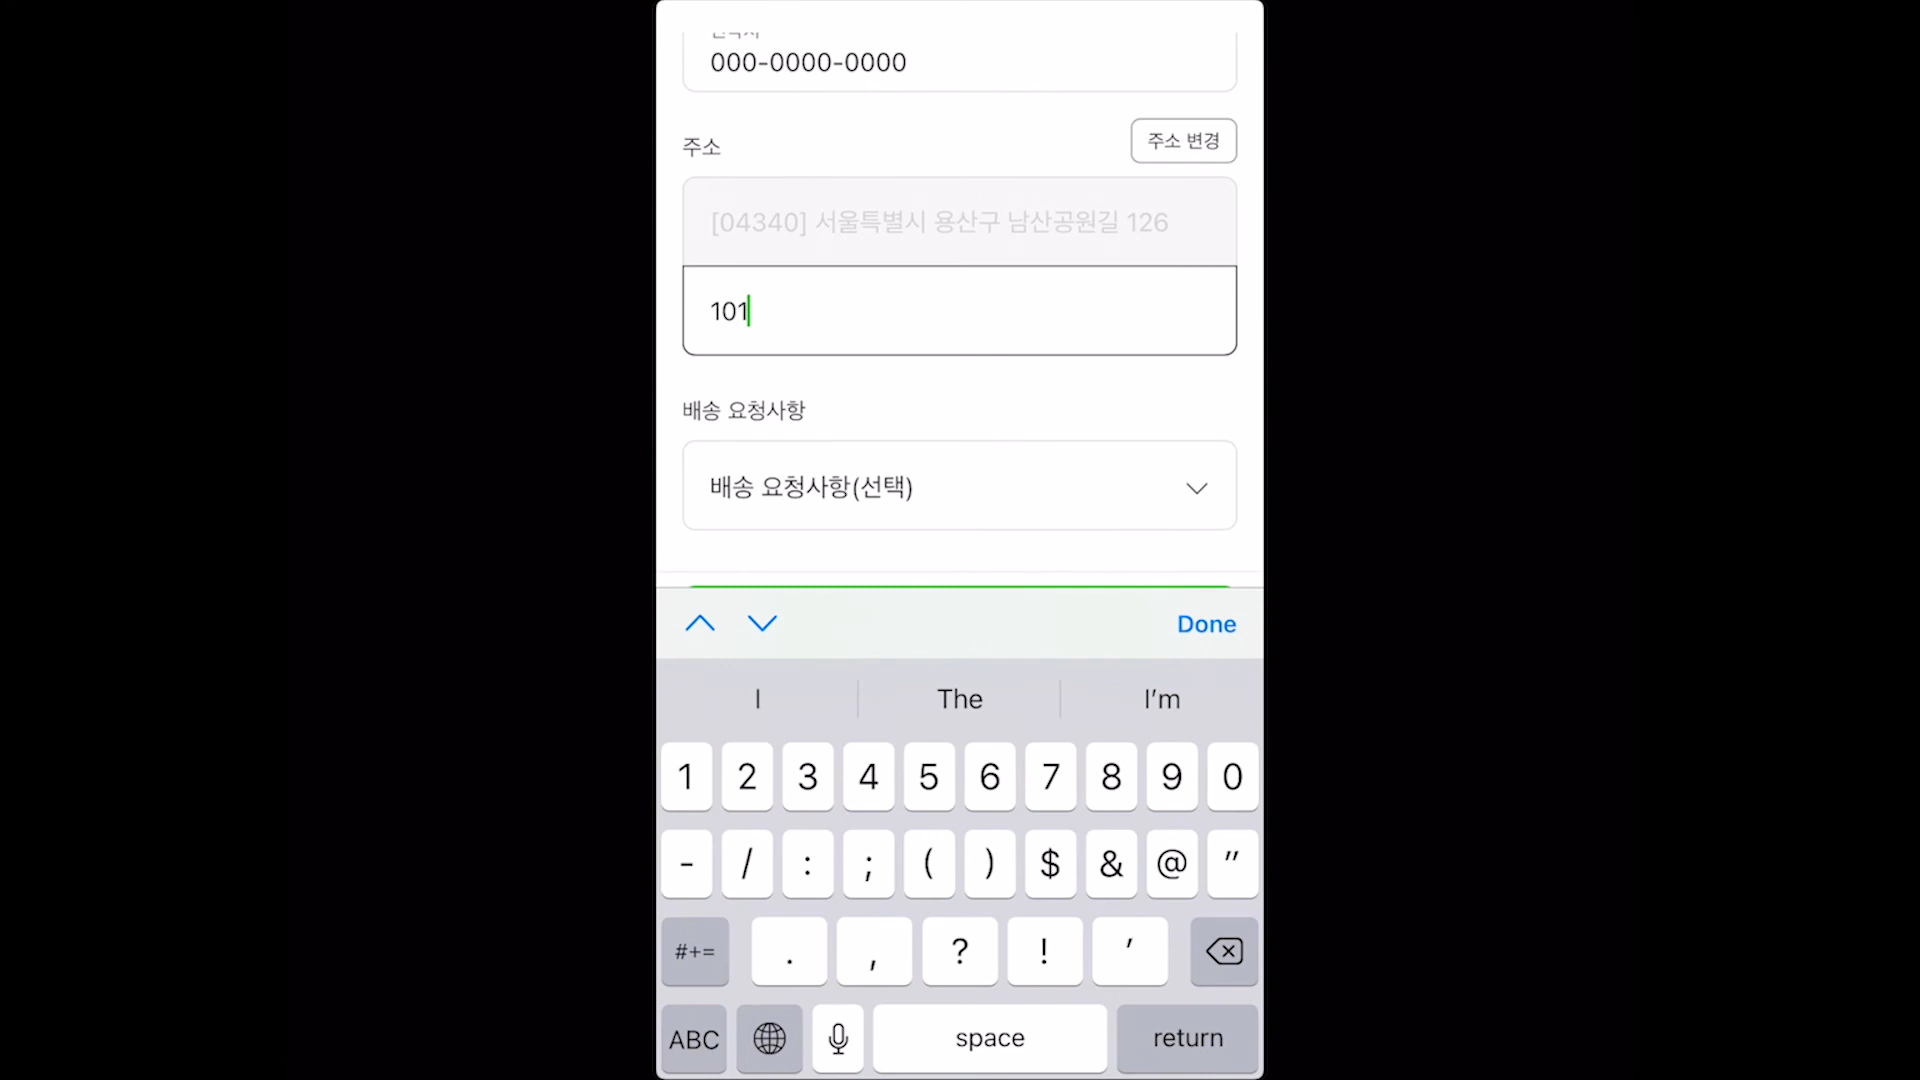 000-0000-0000
주소
주소 변경
[04340] 서울특별시 용산구 남산공원길 126
101
배송 요청사항
배송 요청사항(선택)
Done
I The I'm
1 2 3 4 5 6 7 8 9 0
- / : ; ( ) $ & @ "
#+= . , ? ! '
ABC space return